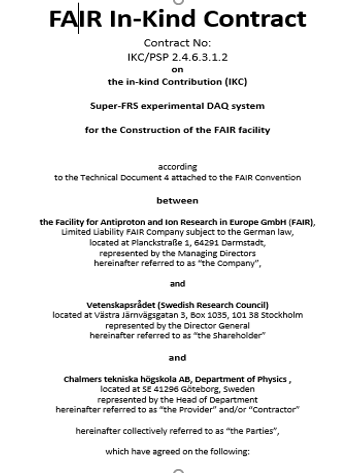 FAIR In-Kind Contract
Contract No:
IKC/PSP 2.4.6.3.1.2
on
the in-kind Contribution (IKC)
Super-FRS experimental DAQ system
for the Construction of the FAIR facility
according
to the Technical Document 4 attached to the FAIR Convention
between
the Facility for Antiproton and Ion Research in Europe GmbH (FAIR),
Limited Liability FAIR Company subject to the German law,
located at Planckstraße 1, 64291 Darmstadt,
represented by the Managing Directors
hereinafter referred to as “the Company”,
and
Vetenskapsrådet (Swedish Research Council)
located at Västra Järnvägsgatan 3, Box 1035, 101 38 Stockholm
represented by the Director General
hereinafter referred to as “the Shareholder”
and
Chalmers tekniska högskola AB, Department of Physics ,
located at SE 41296 Göteborg, Sweden
represented by the Head of Department
hereinafter referred to as “the Provider” and/or “Contractor”
hereinafter collectively referred to as “the Parties”,
which have agreed on the following: